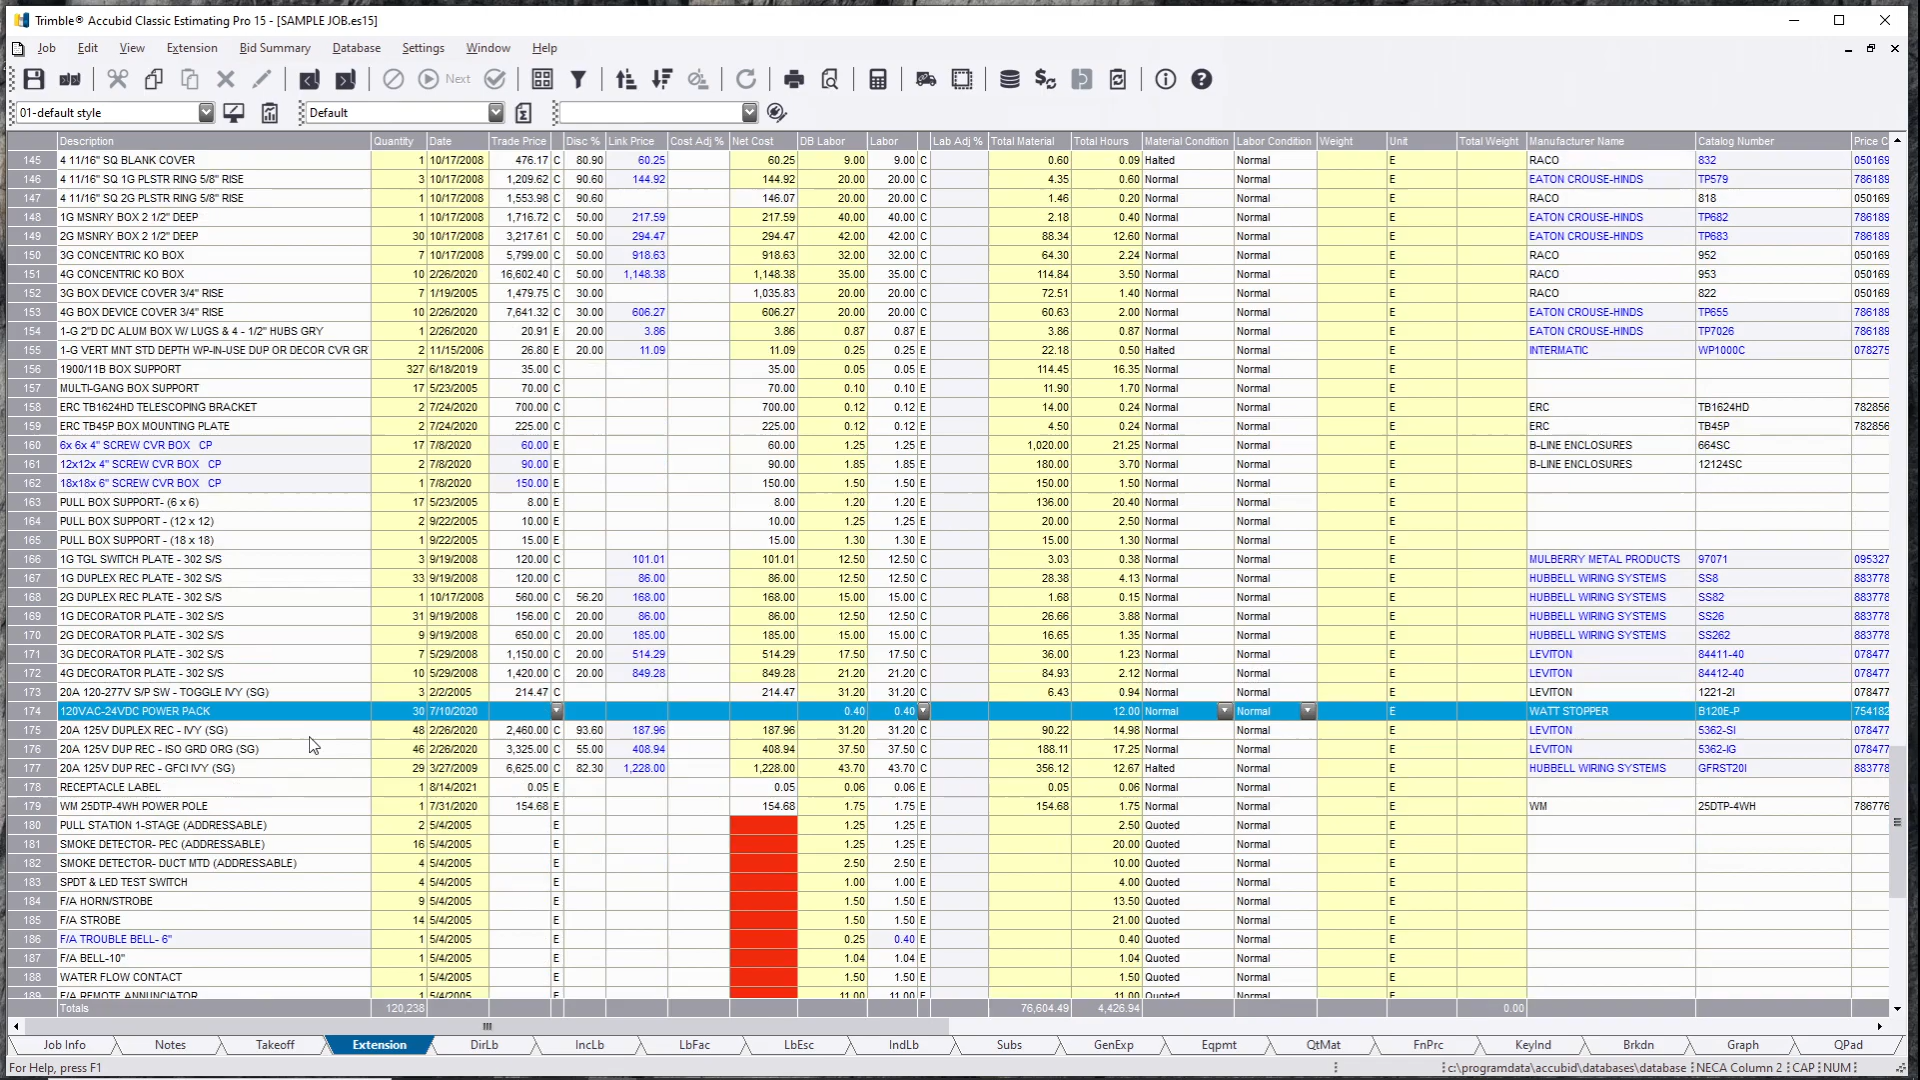 Trimble® Accubid Classic Estimating Pro 15 - [SAMPLE JOB.es15]
Job Edit View Extension Bid Summary Database Settings Window Help
Next
01-default style Default
Description Quantity Date Trade Price Disc % Link Price Cost Adj % Net Cost DB Labor Labor Lab Adj % Total Material Total Hours Material Condition Labor Condition Weight Unit Total Weight Manufacturer Name Catalog Number Price C
145 4 11/16" SQ BLANK COVER 1 10/17/2008 476.17 C 80.90 60.25 60.25 9.00 9.00 C 0.60 0.09 Halted Normal E RACO 832 050169
146 4 11/16" SQ 1G PLSTR RING 5/8" RISE 3 10/17/2008 1,209.62 C 90.60 144.92 144.92 20.00 20.00 C 4.35 0.60 Normal Normal E EATON CROUSE-HINDS TP579 786189
147 4 11/16" SQ 2G PLSTR RING 5/8" RISE 1 10/17/2008 1,553.98 C 90.60 146.07 20.00 20.00 C 1.46 0.20 Normal Normal E RACO 818 050169
148 1G MSNRY BOX 2 1/2" DEEP 1 10/17/2008 1,716.72 C 50.00 217.59 217.59 40.00 40.00 C 2.18 0.40 Normal Normal E EATON CROUSE-HINDS TP682 786189
149 2G MSNRY BOX 2 1/2" DEEP 30 10/17/2008 3,217.61 C 50.00 294.47 294.47 42.00 42.00 C 88.34 12.60 Normal Normal E EATON CROUSE-HINDS TP683 786189
150 3G CONCENTRIC KO BOX 7 10/17/2008 5,799.00 C 50.00 918.63 918.63 32.00 32.00 C 64.30 2.24 Normal Normal E RACO 952 050169
151 4G CONCENTRIC KO BOX 10 2/26/2020 16,602.40 C 50.00 1,148.38 1,148.38 35.00 35.00 C 114.84 3.50 Normal Normal E RACO 953 050169
152 3G BOX DEVICE COVER 3/4" RISE 7 1/19/2005 1,479.75 C 30.00 1,035.83 20.00 20.00 C 72.51 1.40 Normal Normal E RACO 822 050169
153 4G BOX DEVICE COVER 3/4" RISE 10 2/26/2020 7,641.32 C 30.00 606.27 606.27 20.00 20.00 C 60.63 2.00 Normal Normal E EATON CROUSE-HINDS TP655 786189
154 1-G 2"D DC ALUM BOX W/ LUGS & 4 - 1/2" HUBS GRY 1 2/26/2020 20.91 E 20.00 3.86 3.86 0.87 0.87 E 3.86 0.87 Normal Normal E EATON CROUSE-HINDS TP7026 786189
155 1-G VERT MNT STD DEPTH WP-IN-USE DUP OR DECOR CVR GR 2 11/15/2006 26.80 E 20.00 11.09 11.09 0.25 0.25 E 22.18 0.50 Halted Normal E INTERMATIC WP1000C 078275
156 1900/11B BOX SUPPORT 327 6/18/2019 35.00 C 35.00 0.05 0.05 E 114.45 16.35 Normal Normal E
157 MULTI-GANG BOX SUPPORT 17 5/23/2005 70.00 C 70.00 0.10 0.10 E 11.90 1.70 Normal Normal E
158 ERC TB1624HD TELESCOPING BRACKET 2 7/24/2020 700.00 C 700.00 0.12 0.12 E 14.00 0.24 Normal Normal E ERC TB1624HD 782856
159 ERC TB45P BOX MOUNTING PLATE 2 7/24/2020 225.00 C 225.00 0.12 0.12 E 4.50 0.24 Normal Normal E ERC TB45P 782856
160 6x 6x 4" SCREW CVR BOX CP 17 7/8/2020 60.00 E 60.00 1.25 1.25 E 1,020.00 21.25 Normal Normal E B-LINE ENCLOSURES 664SC
161 12x12x 4" SCREW CVR BOX CP 2 7/8/2020 90.00 E 90.00 1.85 1.85 E 180.00 3.70 Normal Normal E B-LINE ENCLOSURES 12124SC
162 18x18x 6" SCREW CVR BOX CP 1 7/8/2020 150.00 E 150.00 1.50 1.50 E 150.00 1.50 Normal Normal E
163 PULL BOX SUPPORT- (6 x 6) 17 5/23/2005 8.00 E 8.00 1.20 1.20 E 136.00 20.40 Normal Normal E
164 PULL BOX SUPPORT - (12 x 12) 2 9/22/2005 10.00 E 10.00 1.25 1.25 E 20.00 2.50 Normal Normal E
165 PULL BOX SUPPORT - (18 x 18) 1 9/22/2005 15.00 E 15.00 1.30 1.30 E 15.00 1.30 Normal Normal E
166 1G TGL SWITCH PLATE - 302 S/S 3 9/19/2008 120.00 C 101.01 101.01 12.50 12.50 C 3.03 0.38 Normal Normal E MULBERRY METAL PRODUCTS 97071 095327
167 1G DUPLEX REC PLATE - 302 S/S 33 9/19/2008 120.00 C 86.00 86.00 12.50 12.50 C 28.38 4.13 Normal Normal E HUBBELL WIRING SYSTEMS SS8 883778
168 2G DUPLEX REC PLATE - 302 S/S 1 10/17/2008 560.00 C 56.20 168.00 168.00 15.00 15.00 C 1.68 0.15 Normal Normal E HUBBELL WIRING SYSTEMS SS82 883778
169 1G DECORATOR PLATE - 302 S/S 31 9/19/2008 156.00 C 20.00 86.00 86.00 12.50 12.50 C 26.66 3.88 Normal Normal E HUBBELL WIRING SYSTEMS SS26 883778
170 2G DECORATOR PLATE - 302 S/S 9 9/19/2008 650.00 C 20.00 185.00 185.00 15.00 15.00 C 16.65 1.35 Normal Normal E HUBBELL WIRING SYSTEMS SS262 883778
171 3G DECORATOR PLATE - 302 S/S 7 5/29/2008 1,150.00 C 20.00 514.29 514.29 17.50 17.50 C 36.00 1.23 Normal Normal E LEVITON 84411-40 078477
172 4G DECORATOR PLATE - 302 S/S 10 5/29/2008 1,420.00 C 20.00 849.28 849.28 21.20 21.20 C 84.93 2.12 Normal Normal E LEVITON 84412-40 078477
173 20A 120-277V S/P SW - TOGGLE IVY (SG) 3 2/2/2005 214.47 C 214.47 31.20 31.20 C 6.43 0.94 Normal Normal E LEVITON 1221-2I 078477
174 120VAC-24VDC POWER PACK 30 7/10/2020 0.40 0.40 12.00 Normal Normal E WATT STOPPER B120E-P 754182
175 20A 125V DUPLEX REC - IVY (SG) 48 2/26/2020 2,460.00 C 93.60 187.96 187.96 31.20 31.20 C 90.22 14.98 Normal Normal E LEVITON 5362-SI 078477
176 20A 125V DUP REC - ISO GRD ORG (SG) 46 2/26/2020 3,325.00 C 55.00 408.94 408.94 37.50 37.50 C 188.11 17.25 Normal Normal E LEVITON 5362-IG 078477
177 20A 125V DUP REC - GFCI IVY (SG) 29 3/27/2009 6,625.00 C 82.30 1,228.00 1,228.00 43.70 43.70 C 356.12 12.67 Halted Normal E HUBBELL WIRING SYSTEMS GFRST20I 883778
178 RECEPTACLE LABEL 1 8/14/2021 0.05 E 0.05 0.06 0.06 E 0.05 0.06 Normal Normal E
179 WM 25DTP-4WH POWER POLE 1 7/31/2020 154.68 E 154.68 1.75 1.75 E 154.68 1.75 Normal Normal E WM 25DTP-4WH 786776
180 PULL STATION 1-STAGE (ADDRESSABLE) 2 5/4/2005 E 1.25 1.25 E 2.50 Quoted Normal E
181 SMOKE DETECTOR- PEC (ADDRESSABLE) 16 5/4/2005 E 1.25 1.25 E 20.00 Quoted Normal E
182 SMOKE DETECTOR- DUCT MTD (ADDRESSABLE) 4 5/4/2005 E 2.50 2.50 E 10.00 Quoted Normal E
183 SPDT & LED TEST SWITCH 4 5/4/2005 E 1.00 1.00 E 4.00 Quoted Normal E
184 F/A HORN/STROBE 9 5/4/2005 E 1.50 1.50 E 13.50 Quoted Normal E
185 F/A STROBE 14 5/4/2005 E 1.50 1.50 E 21.00 Quoted Normal E
186 F/A TROUBLE BELL- 6" 1 5/4/2005 E 0.25 0.40 E 0.40 Quoted Normal E
187 F/A BELL-10" 1 5/4/2005 E 1.04 1.04 E 1.04 Quoted Normal E
188 WATER FLOW CONTACT 1 5/4/2005 E 1.50 1.50 E 1.50 Quoted Normal E
189 F/A REMOTE ANNUNCIATOR 1 5/4/2005 E 11.00 11.00 E 11.00 Quoted Normal E
Totals 120,238 76,604.49 4,426.94 0.00
Job Info Notes Takeoff Extension DirLb IncLb LbFac LbEsc IndLb Subs GenExp Eqpmt QtMat FnPrc KeyInd Brkdn Graph QPad
For Help, press F1 c:\programdata\accubid\databases\database NECA Column 2 CAP NUM